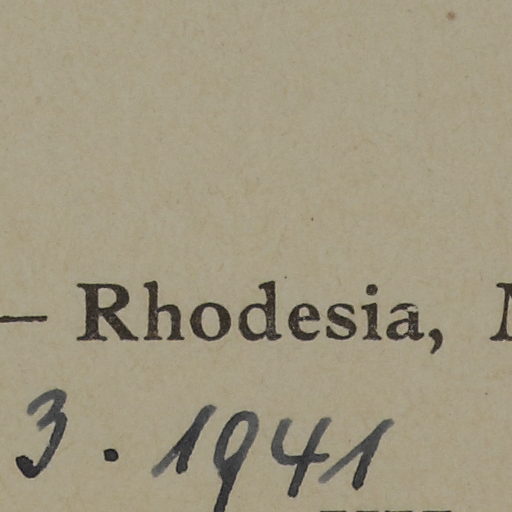 — Rhodesia,
3. 1941